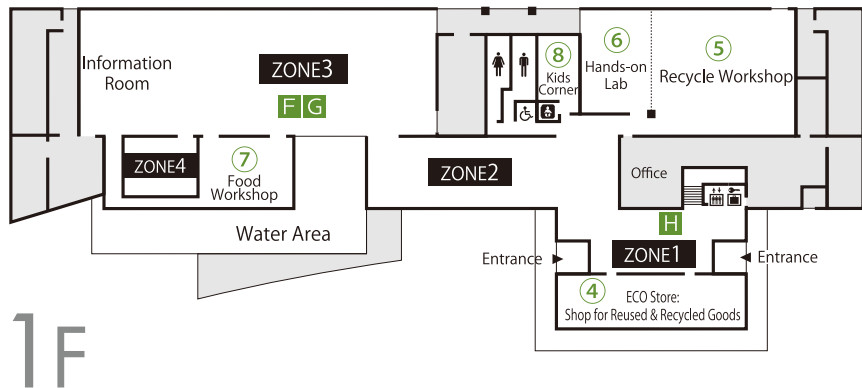 Information
Room
ZONE3
F G
⑧
Kids
Corner
⑥
Hands-on
Lab
⑤
Recycle Workshop
ZONE4
⑦
Food
Workshop
ZONE2
Office
Water Area
H
Entrance
ZONE1
Entrance
④
ECO Store:
Shop for Reused & Recycled Goods
1F